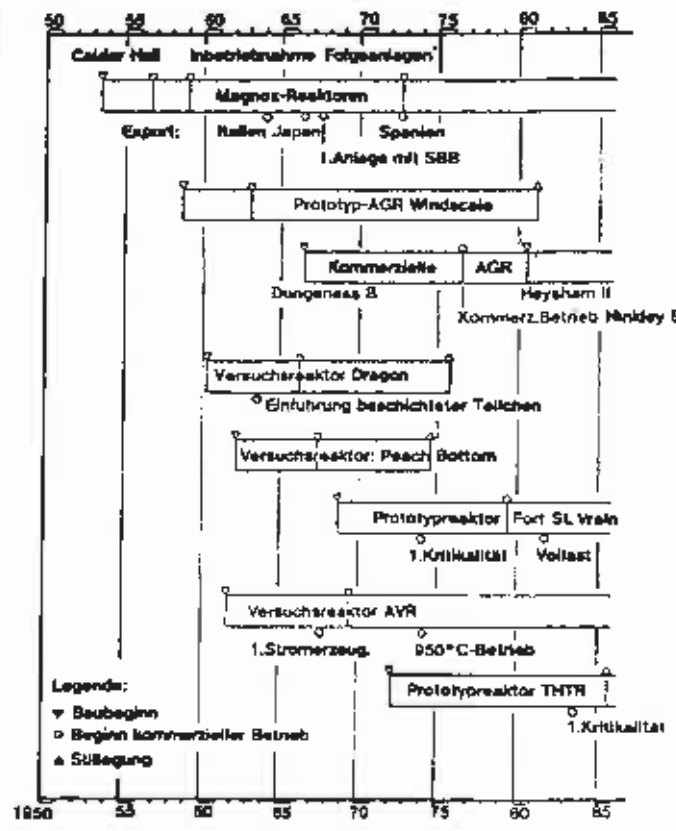 50 55 60 65 70 75 80 85
Calder Hall Inbetriebnahme Folgeanlagen
Magnox-Reaktoren
Export: Italien Japan Spanien
1.Anlage mit SBB
Prototyp-AGR Windscale
Kommerzielle AGR
Dungeness B Heysham II
Kommerz.Betrieb Hinkley B
Versuchsreaktor Dragon
Einführung beschichteter Teilchen
Versuchsreaktor: Peach Bottom
Prototypreaktor Fort St. Vrain
1.Kritikalität Vollast
Versuchsreaktor AVR
1.Stromerzeug. 950°C-Betrieb
Prototypreaktor THTR
1.Kritikalität
Legende:
Baubeginn
Beginn kommerzieller Betrieb
Stillegung
1950 55 60 65 70 75 80 85